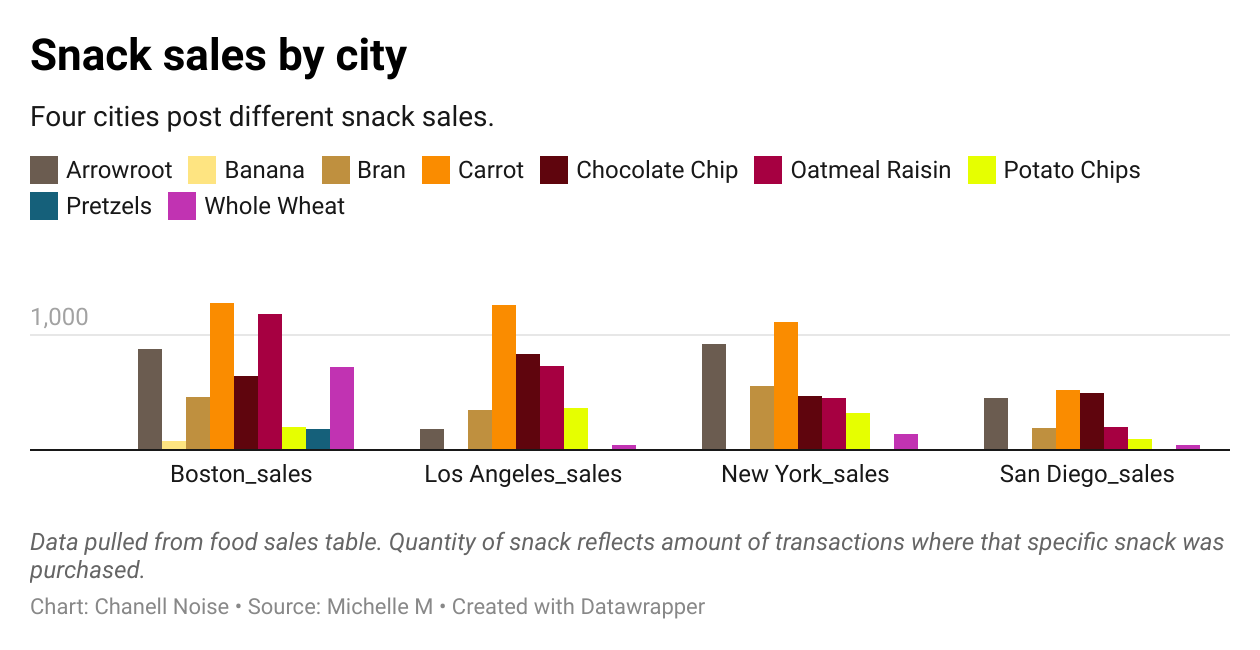 Snack sales by city
Four cities post different snack sales.
Arrowroot Banana Bran Carrot Chocolate Chip Oatmeal Raisin Potato Chips
Pretzels Whole Wheat
1,000
Boston_sales Los Angeles_sales New York_sales San Diego_sales
Data pulled from food sales table. Quantity of snack reflects amount of transactions where that specific snack was
purchased.
Chart: Chanell Noise • Source: Michelle M • Created with Datawrapper